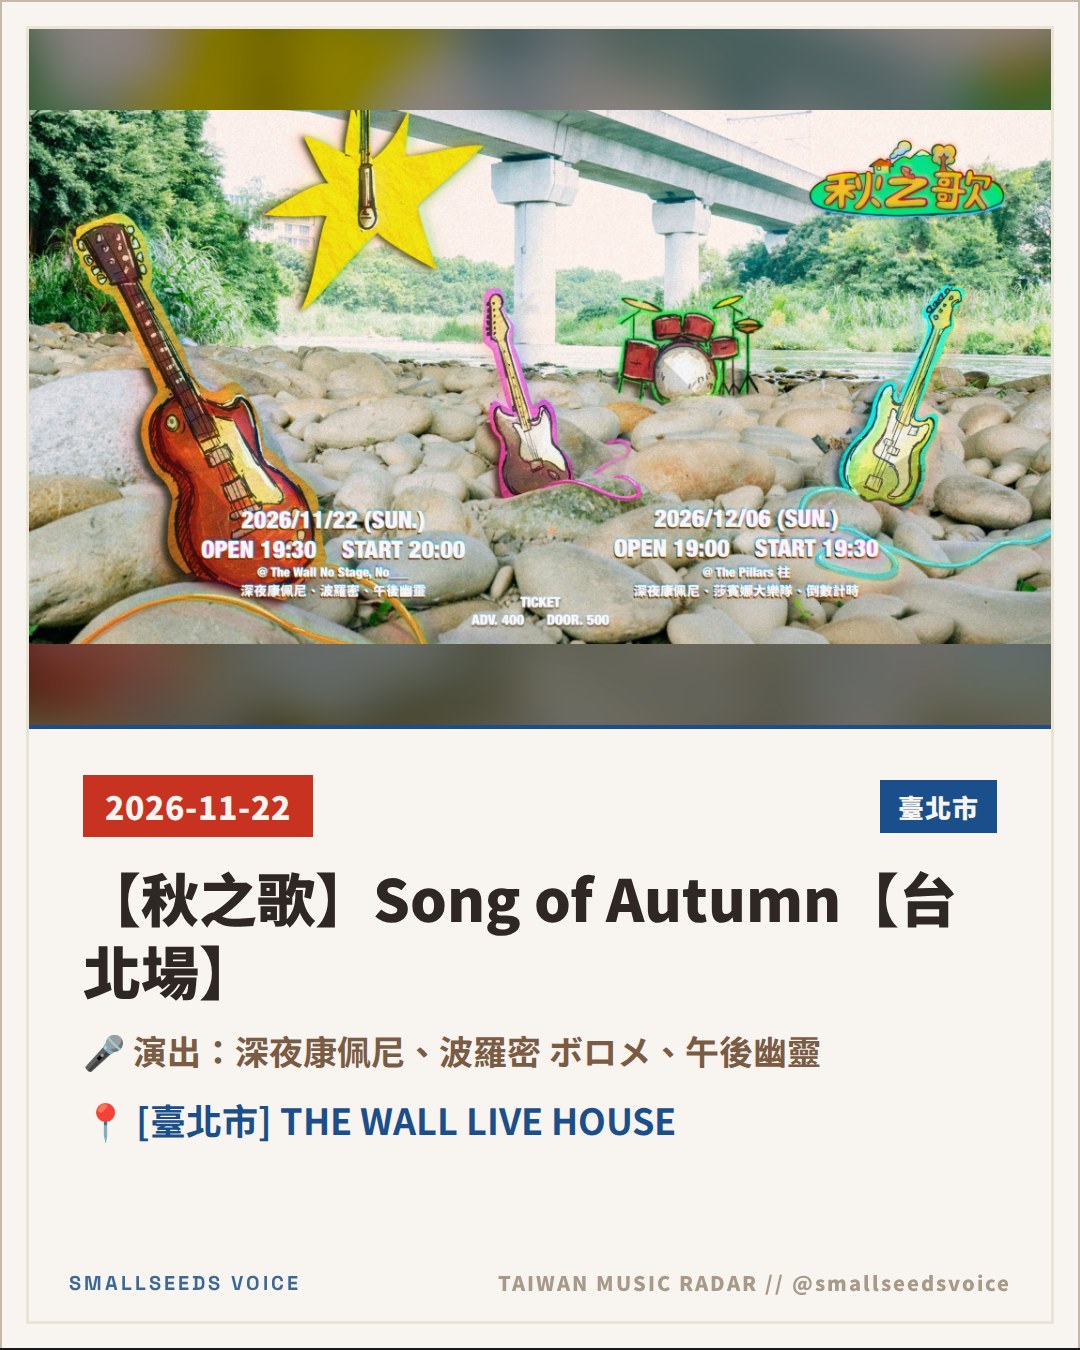 秋之歌
2026/11/22 (SUN.)
OPEN 19:30 START 20:00
@ The Wall No Stage, No__
深夜康佩尼、波羅密、午後幽靈
2026/12/06 (SUN.)
OPEN 19:00 START 19:30
@ The Pillars 柱
深夜康佩尼、莎賓娜大樂隊、倒數計時
TICKET
ADV. 400 DOOR. 500
2026-11-22
臺北市
【秋之歌】Song of Autumn【台
北場】
🎤 演出：深夜康佩尼、波羅密 ボロメ、午後幽靈
📍 [臺北市] THE WALL LIVE HOUSE
SMALLSEEDS VOICE
TAIWAN MUSIC RADAR // @smallseedsvoice